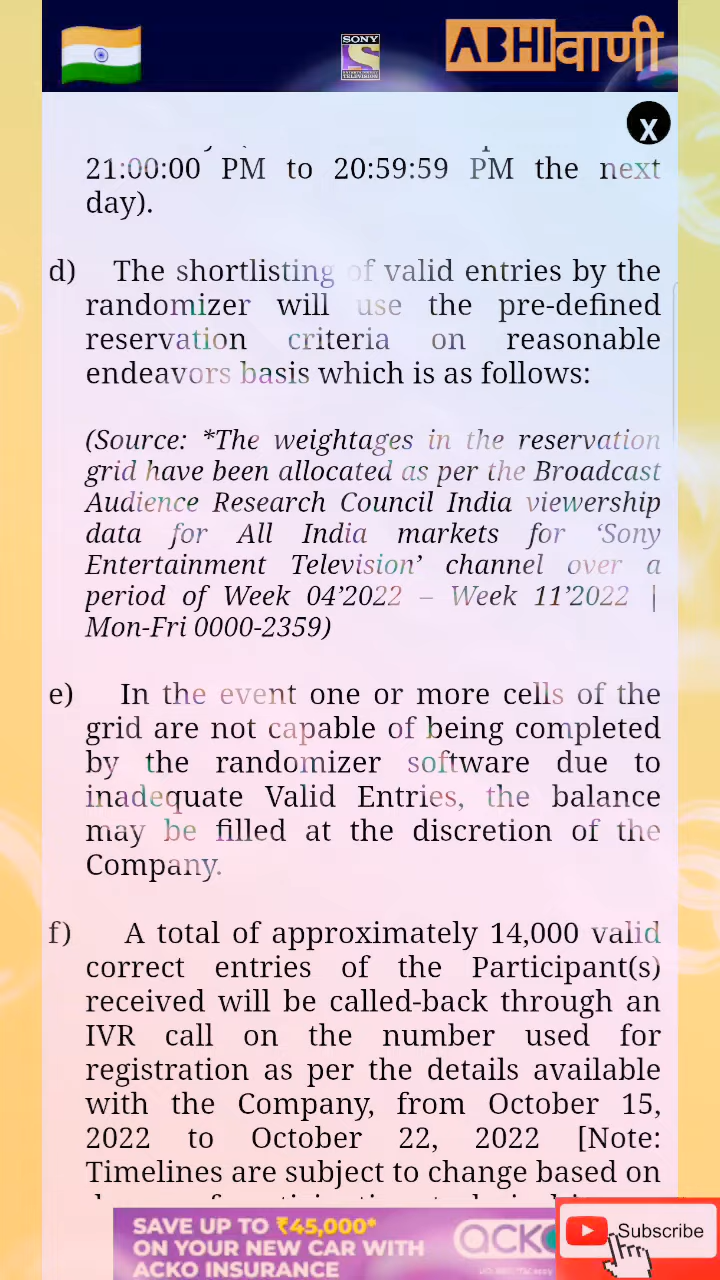 SONY
ENTERTAINMENT
TELEVISION
ABHIवाणी
X
21:00:00 PM to 20:59:59 PM the next
day).
d) The shortlisting of valid entries by the
randomizer will use the pre-defined
reservation criteria on reasonable
endeavors basis which is as follows:
(Source: *The weightages in the reservation
grid have been allocated as per the Broadcast
Audience Research Council India viewership
data for All India markets for ‘Sony
Entertainment Television’ channel over a
period of Week 04’2022 – Week 11’2022 |
Mon-Fri 0000-2359)
e) In the event one or more cells of the
grid are not capable of being completed
by the randomizer software due to
inadequate Valid Entries, the balance
may be filled at the discretion of the
Company.
f) A total of approximately 14,000 valid
correct entries of the Participant(s)
received will be called-back through an
IVR call on the number used for
registration as per the details available
with the Company, from October 15,
2022 to October 22, 2022 [Note:
Timelines are subject to change based on
SAVE UP TO ₹45,000*
ON YOUR NEW CAR WITH
ACKO INSURANCE
acko
Subscribe